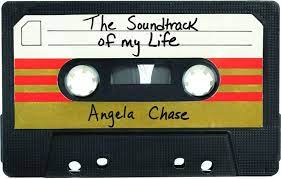 The Soundtrack
of my Life
Angela Chase